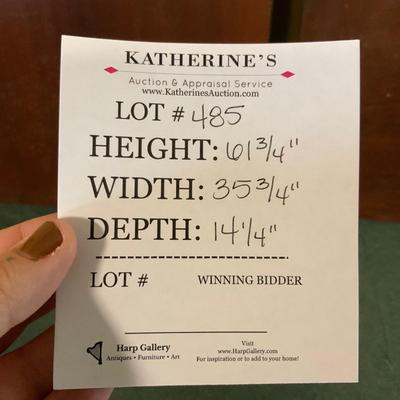 KATHERINE'S
Auction & Appraisal Service
www.KatherinesAuction.com
LOT # 485
HEIGHT: 61 3/4"
WIDTH: 35 3/4"
DEPTH: 14 1/4"
LOT # WINNING BIDDER
Harp Gallery
Antiques • Furniture • Art
Visit
www.HarpGallery.com
For inspiration or to add to your home!